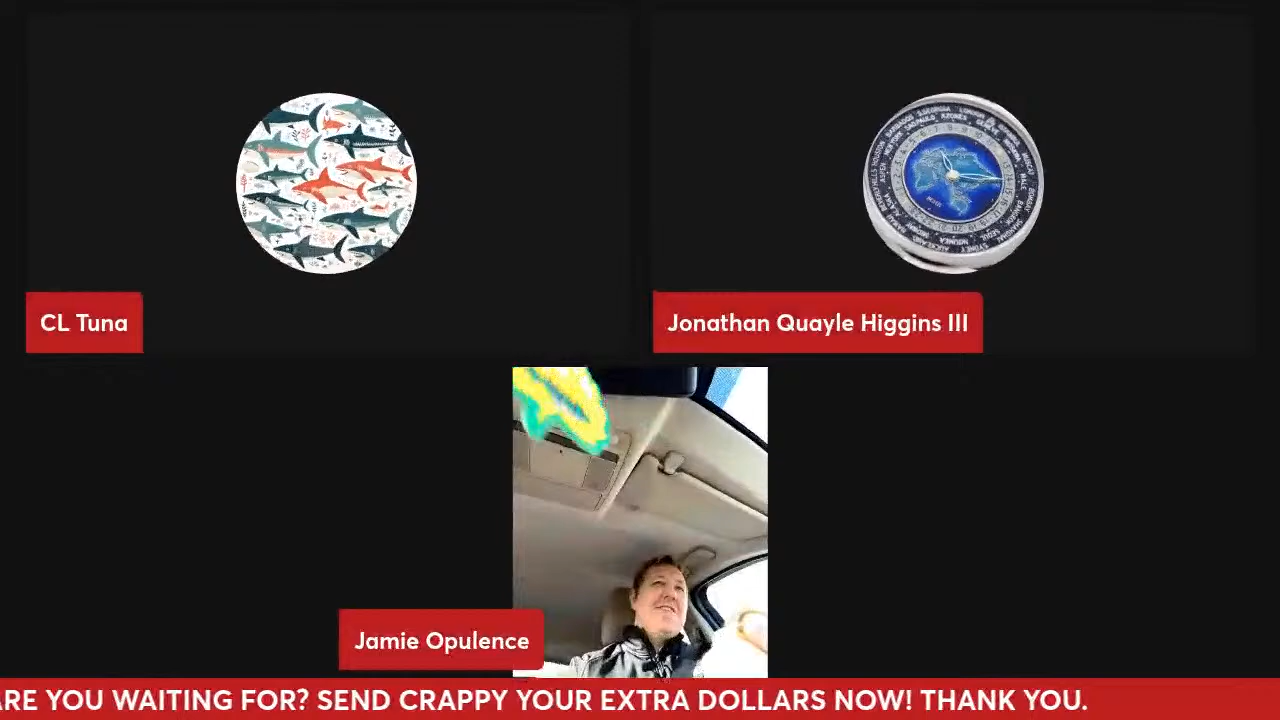 CL Tuna
Jonathan Quayle Higgins III
Jamie Opulence
RE YOU WAITING FOR? SEND CRAPPY YOUR EXTRA DOLLARS NOW! THANK YOU.